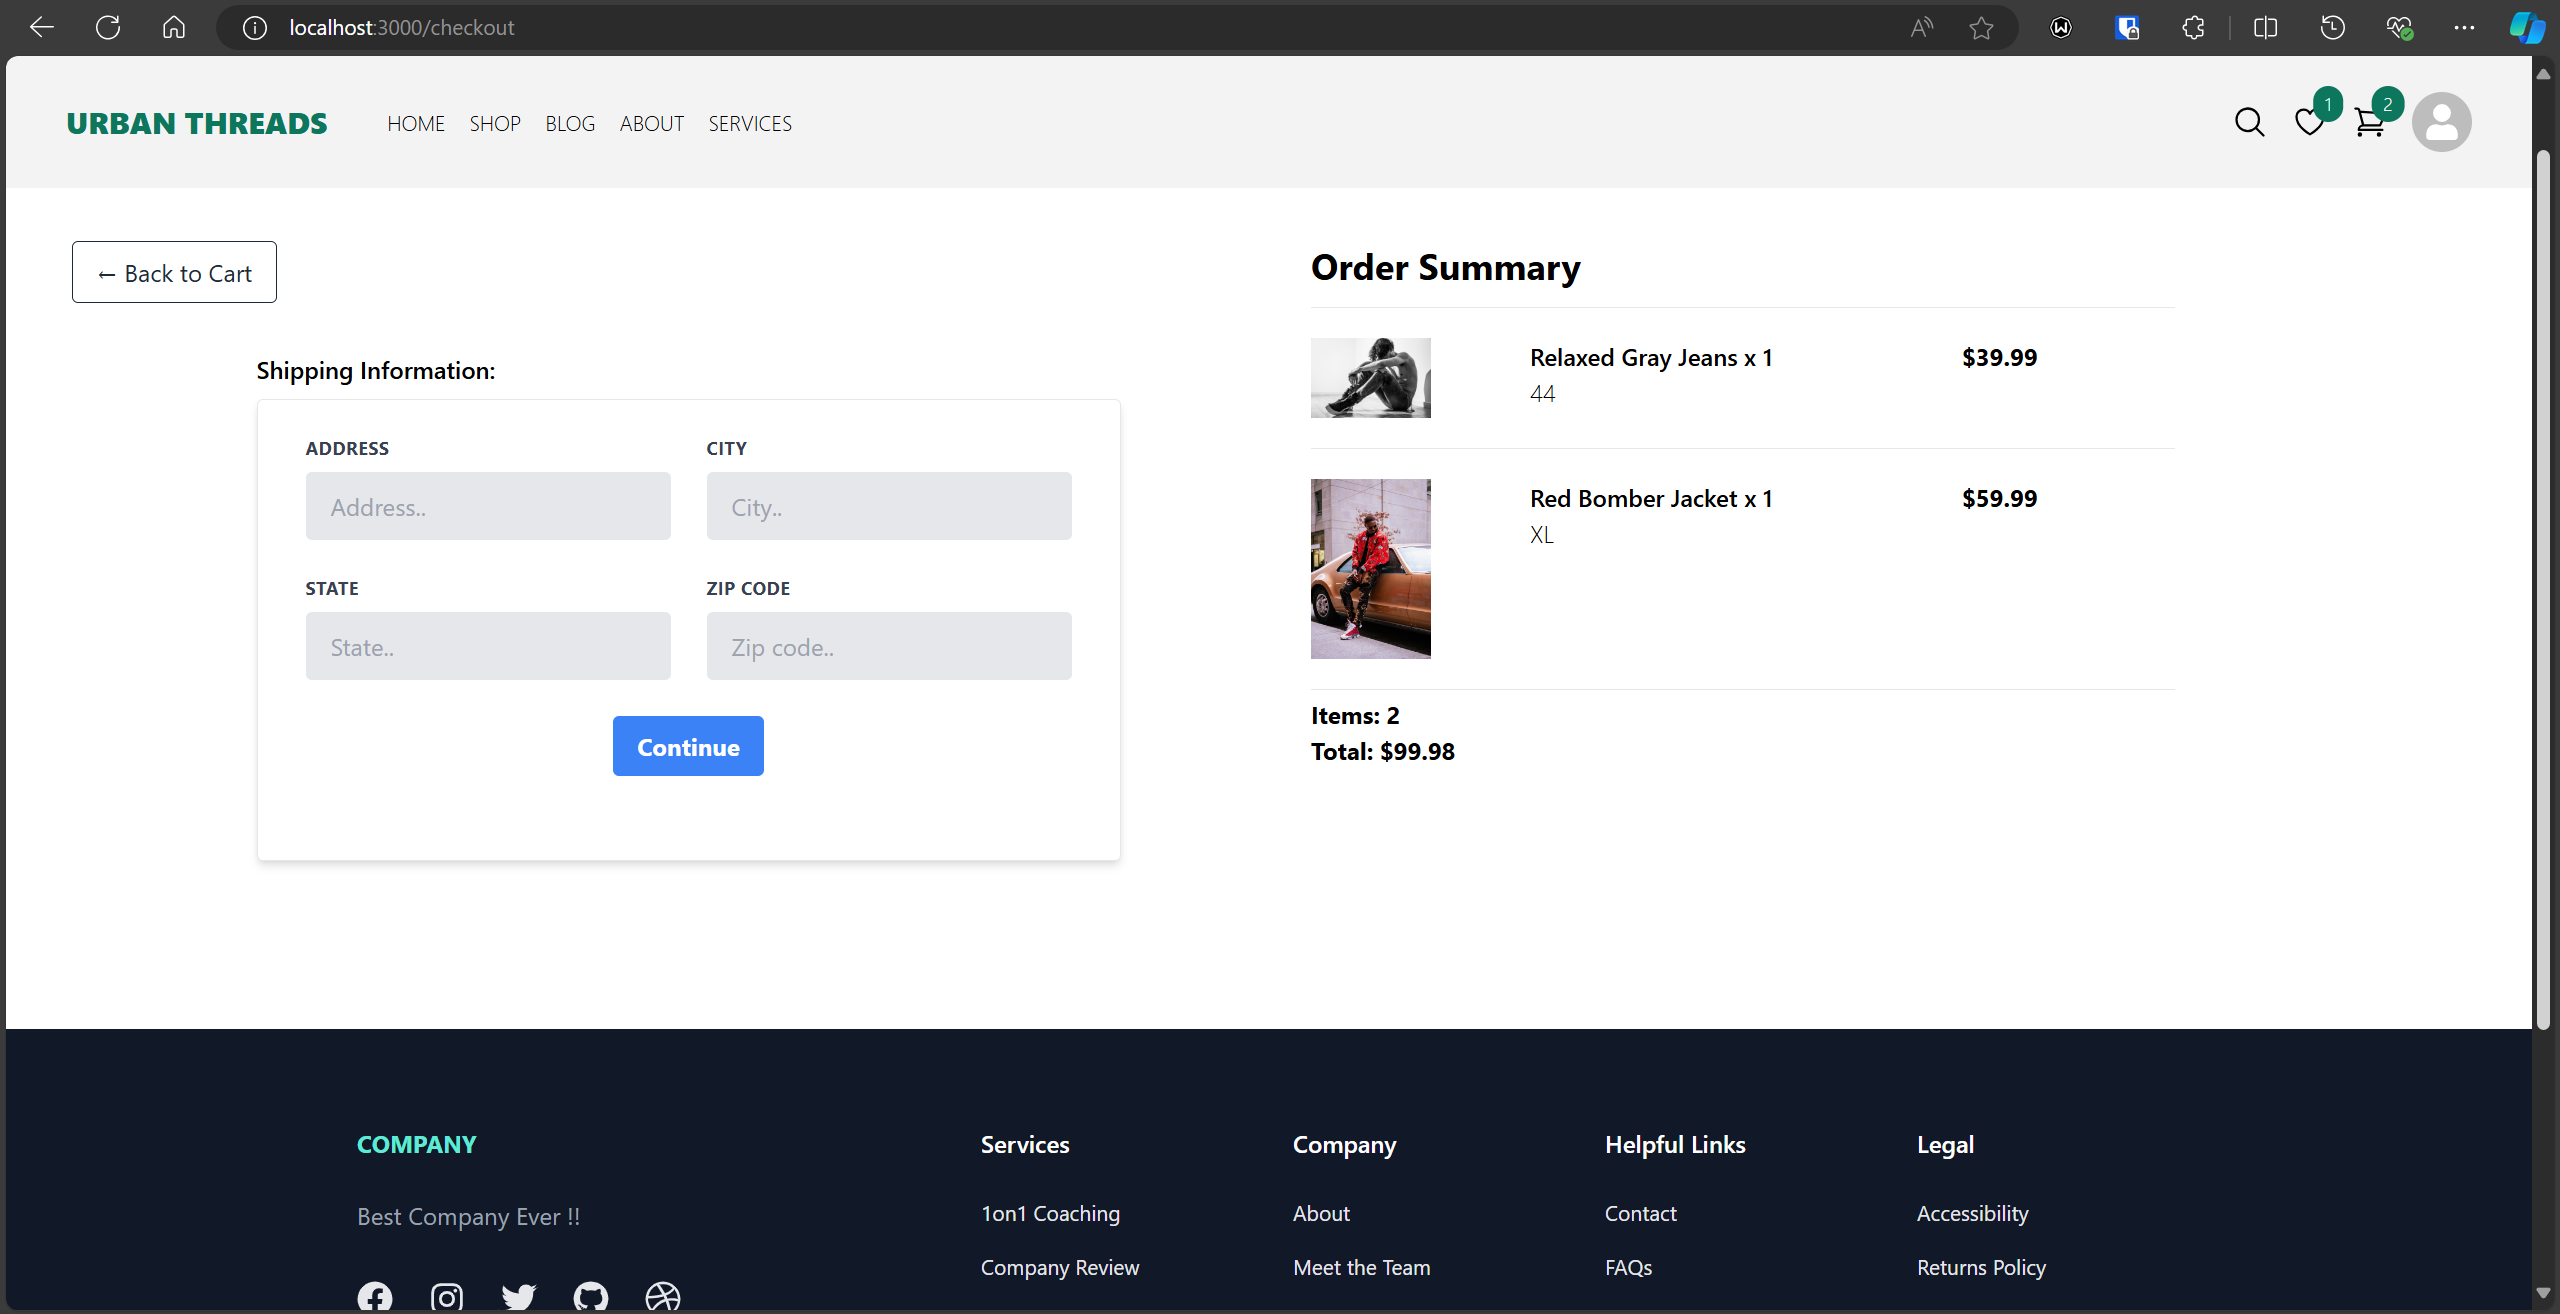 localhost:3000/checkout
URBAN THREADS
HOME SHOP BLOG ABOUT SERVICES
1
2
← Back to Cart
Shipping Information:
ADDRESS
CITY
Address..
City..
STATE
ZIP CODE
State..
Zip code..
Continue
Order Summary
Relaxed Gray Jeans x 1
$39.99
44
Red Bomber Jacket x 1
$59.99
XL
Items: 2
Total: $99.98
COMPANY
Best Company Ever !!
Services
1on1 Coaching
Company Review
Company
About
Meet the Team
Helpful Links
Contact
FAQs
Legal
Accessibility
Returns Policy